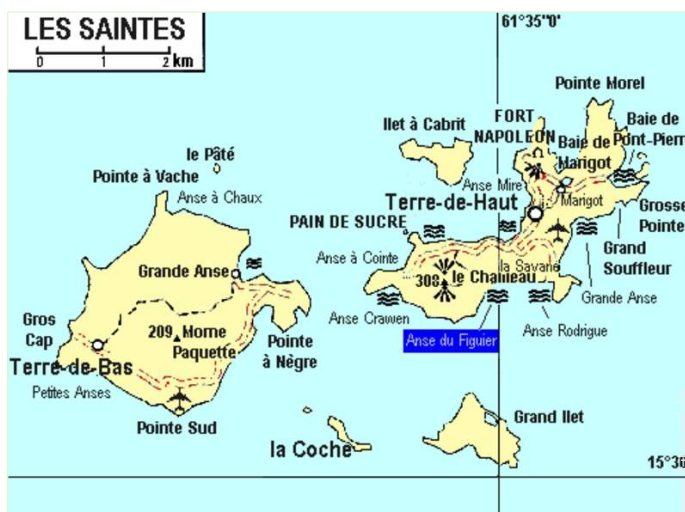 LES SAINTES
0 1 2 km
61°35"0'
Pointe Morel
FORT
NAPOLEON
Baie de
Pont-Pierre
Ilet à Cabrit
Baie de
Marigot
le Pâté
Anse Mire
Pointe à Vache
Anse à Chaux
Terre-de-Haut
Marigot
Grosse
Pointe
PAIN DE SUCRE
Grand
Souffleur
Anse à Cointe
la Savane
Grande Anse
308
le Chameau
Grande Anse
Gros
Cap
209
Morne
Paquette
Anse Crawen
Anse Rodrigue
Pointe
à Nègre
Anse du Figuier
Terre-de-Bas
Petites Anses
Pointe Sud
Grand Ilet
la Coche